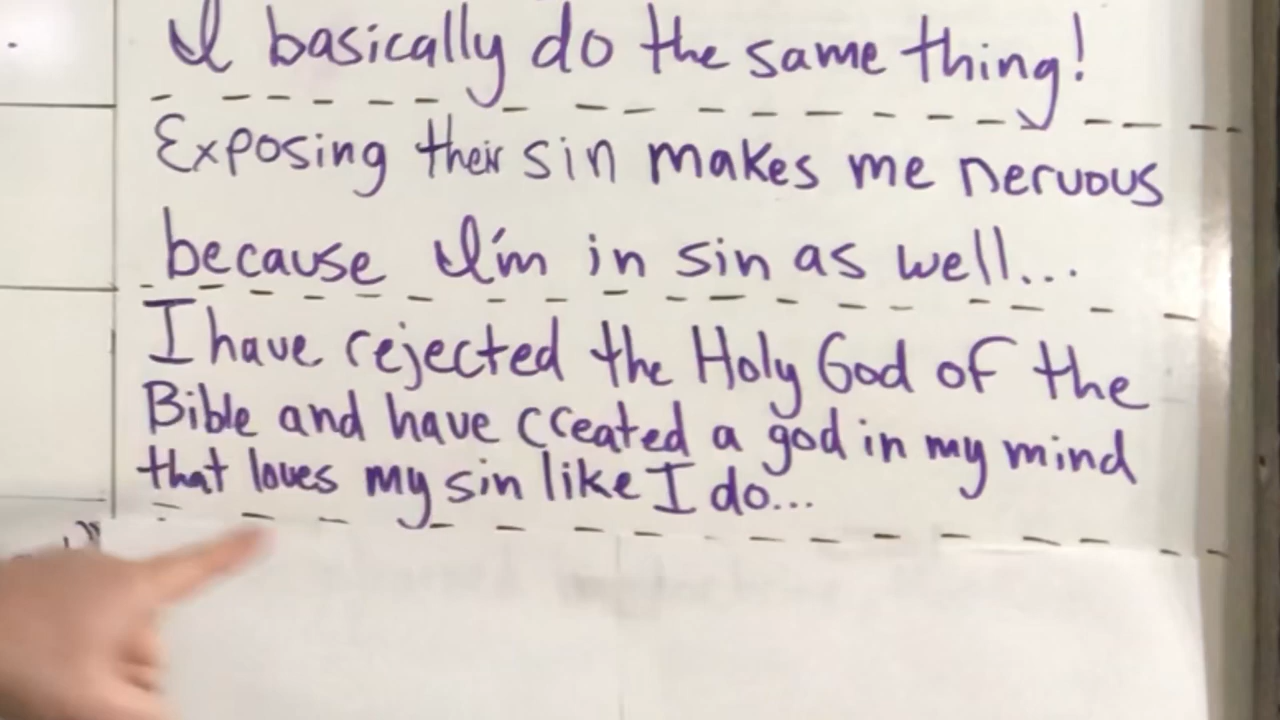 I basically do the same thing!
Exposing their sin makes me nervous
because I'm in sin as well...
I have rejected the Holy God of the
Bible and have created a god in my mind
that loves my sin like I do...